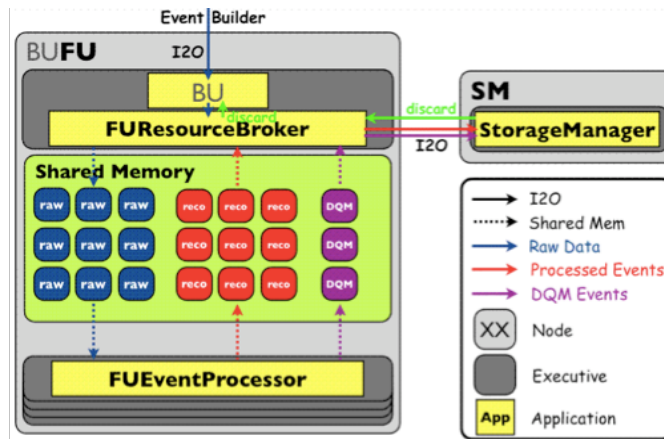 Event Builder
I2O
BUFU
BU
discard
FUResourceBroker
Shared Memory
raw raw raw reco reco reco DQM
raw raw raw reco reco reco DQM
raw raw raw reco reco reco DQM
FUEventProcessor
SM
discard
StorageManager
I2O
I2O
Shared Mem
Raw Data
Processed Events
DQM Events
XX Node
Executive
App Application